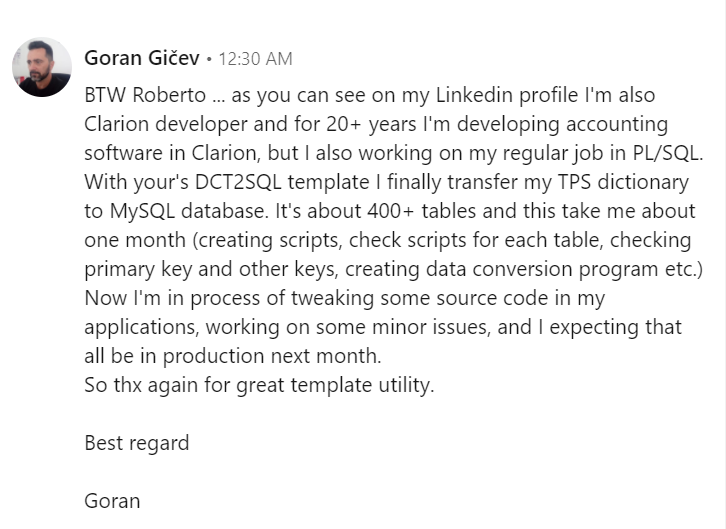 Goran Gičev • 12:30 AM
BTW Roberto ... as you can see on my Linkedin profile I'm also
Clarion developer and for 20+ years I'm developing accounting
software in Clarion, but I also working on my regular job in PL/SQL.
With your's DCT2SQL template I finally transfer my TPS dictionary
to MySQL database. It's about 400+ tables and this take me about
one month (creating scripts, check scripts for each table, checking
primary key and other keys, creating data conversion program etc.)
Now I'm in process of tweaking some source code in my
applications, working on some minor issues, and I expecting that
all be in production next month.
So thx again for great template utility.
Best regard
Goran